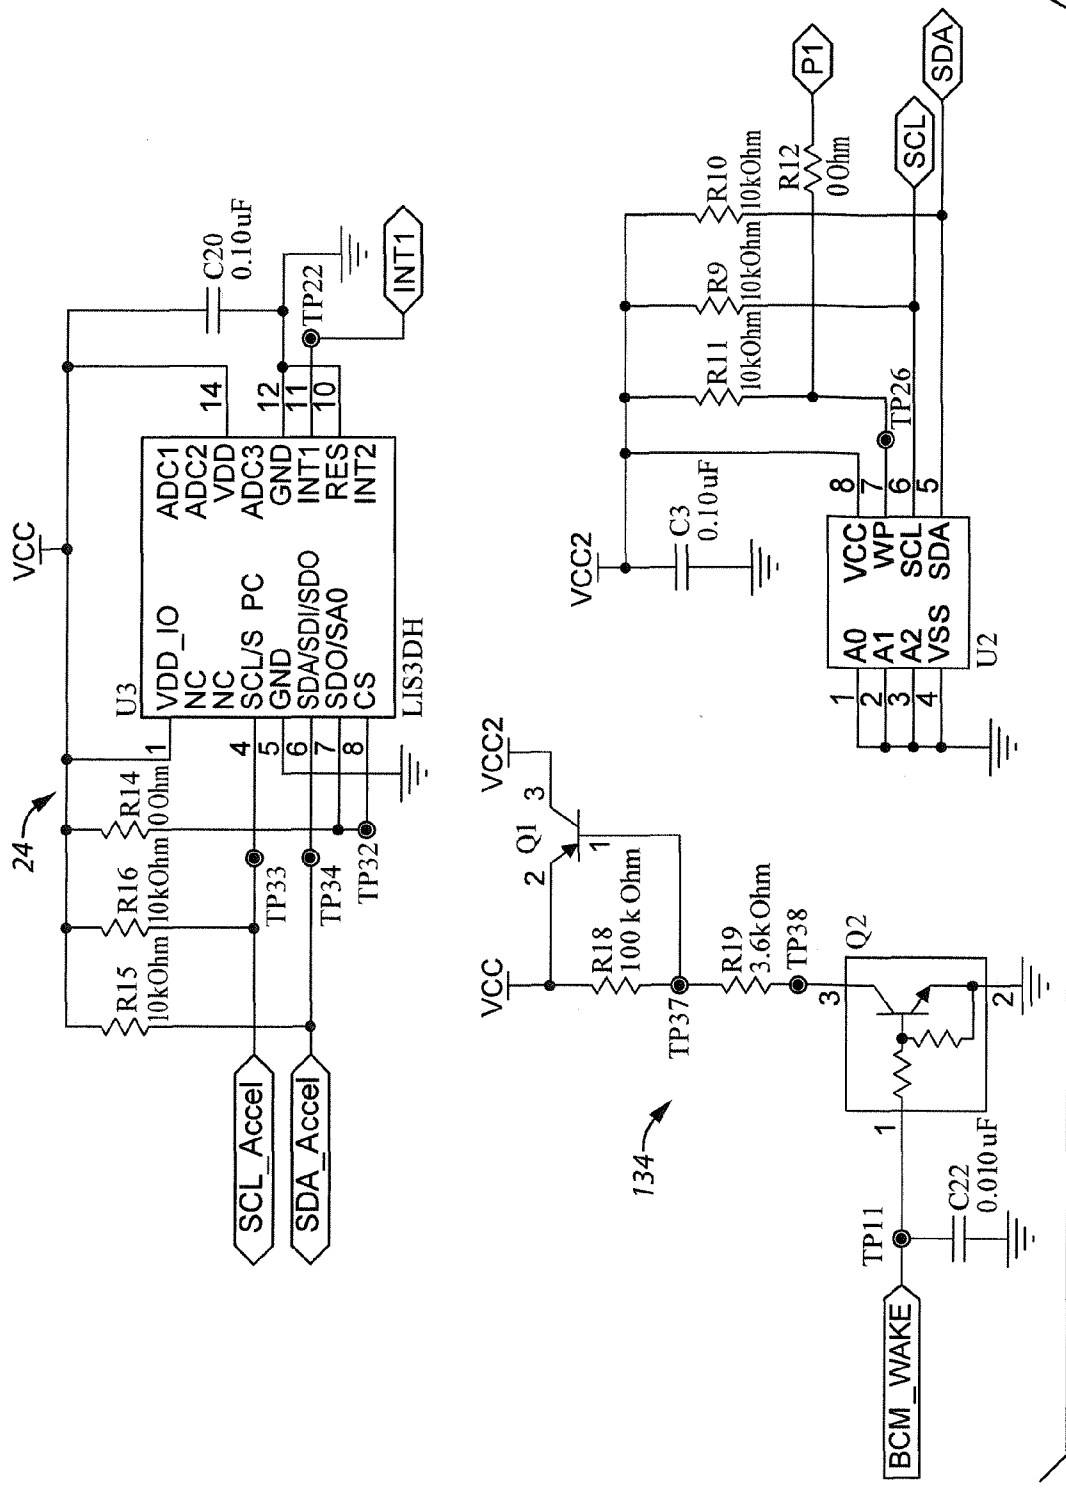 24
VCC
R15
10kOhm
R16
10kOhm
R14
0 Ohm
SCL_Accel
SDA_Accel
TP33
TP34
TP32
U3
1
4
5
6
7
8
VDD_IO
NC
NC
SCL/S PC
GND
SDA/SDI/SDO
SDO/SA0
CS
ADC1
ADC2
VDD
ADC3
GND
INT1
RES
INT2
LIS3DH
14
12
11
10
C20
0.10uF
TP22
INT1
134
BCM_WAKE
TP11
C22
0.010uF
1
Q2
3
2
TP38
R19
3.6k Ohm
TP37
R18
100 k Ohm
VCC
2
Q1
3
1
VCC2
VCC2
C3
0.10uF
R11
10kOhm
R9
10kOhm
R10
10kOhm
R12
0 Ohm
P1
SCL
SDA
TP26
1
2
3
4
A0
A1
A2
VSS
VCC
WP
SCL
SDA
8
7
6
5
U2